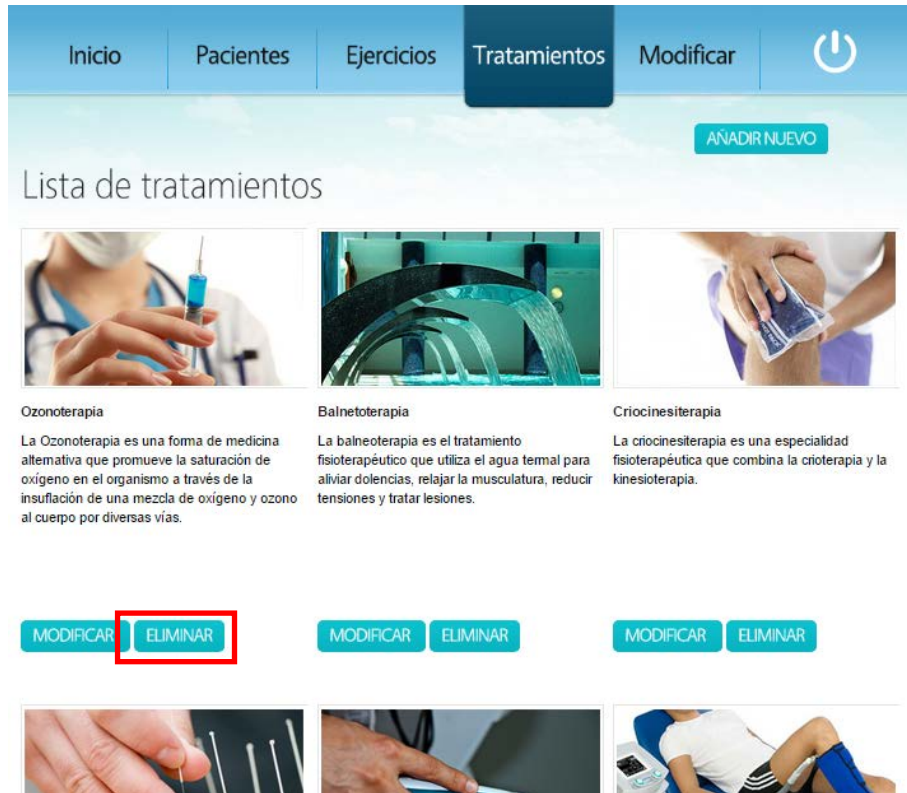 Inicio Pacientes Ejercicios Tratamientos Modificar
AÑADIR NUEVO
Lista de tratamientos
Ozonoterapia
La Ozonoterapia es una forma de medicina
alternativa que promueve la saturación de
oxígeno en el organismo a través de la
insuflación de una mezcla de oxígeno y ozono
al cuerpo por diversas vías.
Balnetoterapia
La balneoterapia es el tratamiento
fisioterapéutico que utiliza el agua termal para
aliviar dolencias, relajar la musculatura, reducir
tensiones y tratar lesiones.
Criocinesiterapia
La criocinesiterapia es una especialidad
fisioterapéutica que combina la crioterapia y la
kinesioterapia.
MODIFICAR ELIMINAR
MODIFICAR ELIMINAR
MODIFICAR ELIMINAR